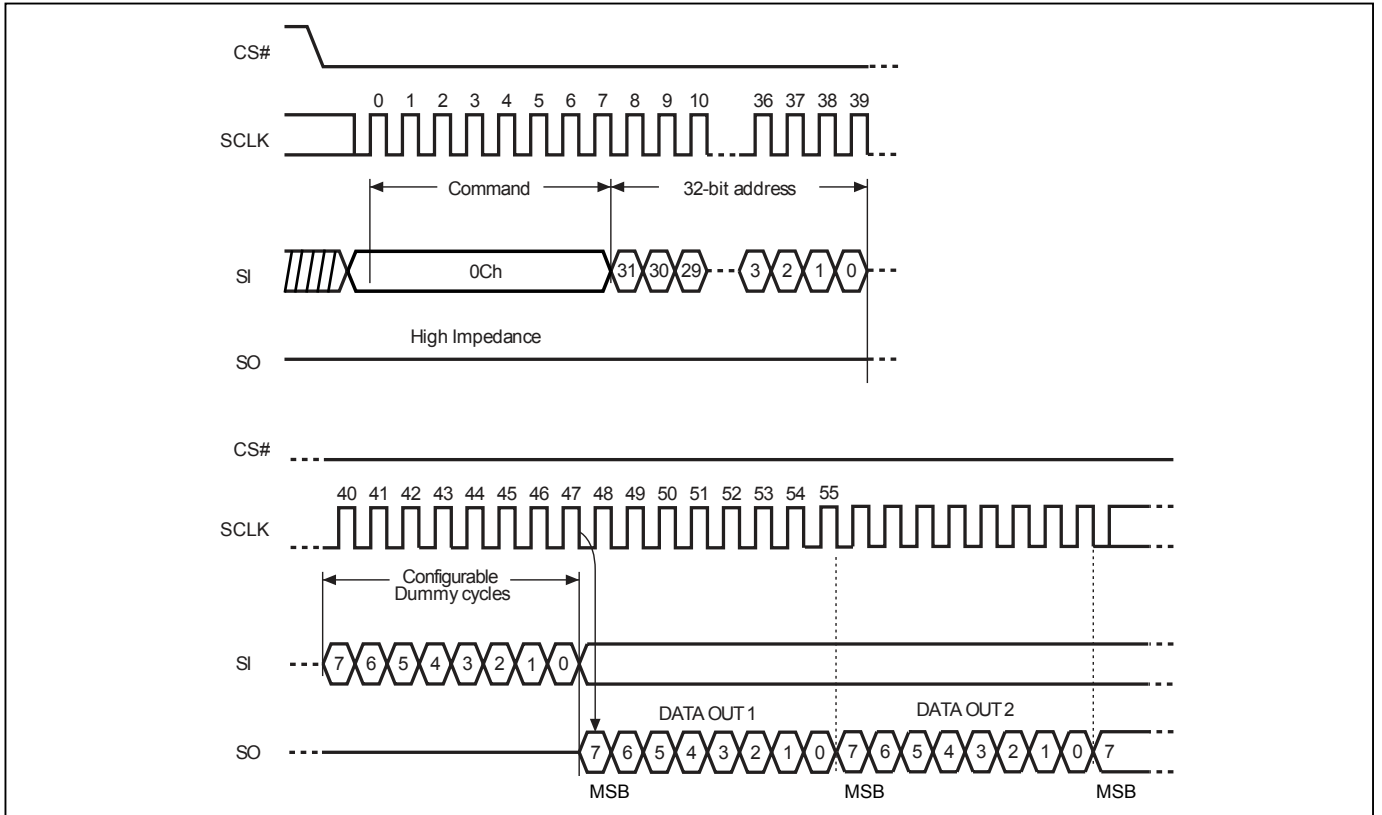 CS#
0 1 2 3 4 5 6 7 8 9 10 36 37 38 39
SCLK
Command 32-bit address
SI 0Ch 31 30 29 3 2 1 0
High Impedance
SO
CS#
40 41 42 43 44 45 46 47 48 49 50 51 52 53 54 55
SCLK
Configurable
Dummy cycles
SI 7 6 5 4 3 2 1 0
DATA OUT 1 DATA OUT 2
SO 7 6 5 4 3 2 1 0 7 6 5 4 3 2 1 0 7
MSB MSB MSB